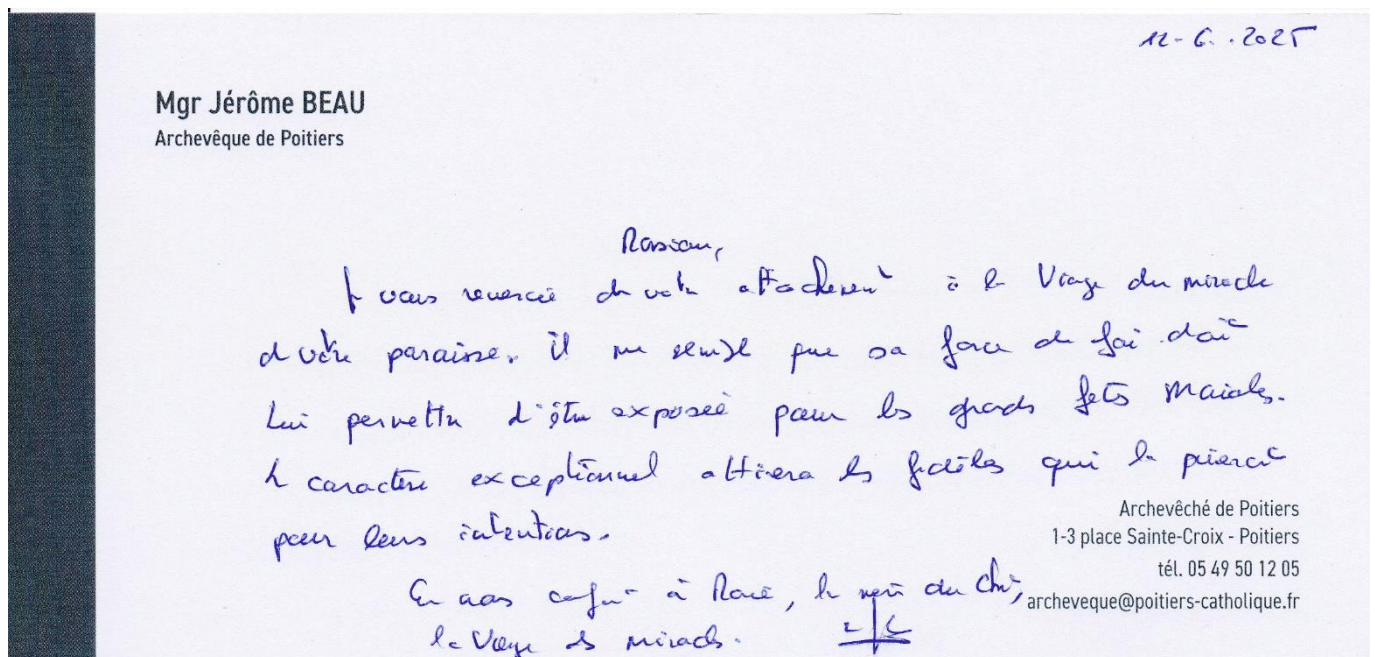 12-6.-2025
Mgr Jérôme BEAU
Archevêque de Poitiers
Monsieur,
Je vous remercie de votre attachement à la Vierge du miracle
de votre paroisse. Il me semble que sa force de foi doit
lui permettre d'être exposée pour les grandes fêtes Mariales.
Le caractère exceptionnel attirera les fidèles qui la prieront
pour leurs intentions.
Archevêché de Poitiers
1-3 place Sainte-Croix - Poitiers
tél. 05 49 50 12 05
archeveque@poitiers-catholique.fr
En vous confiant à Marie, la mère du Christ,
la Vierge des miracles.